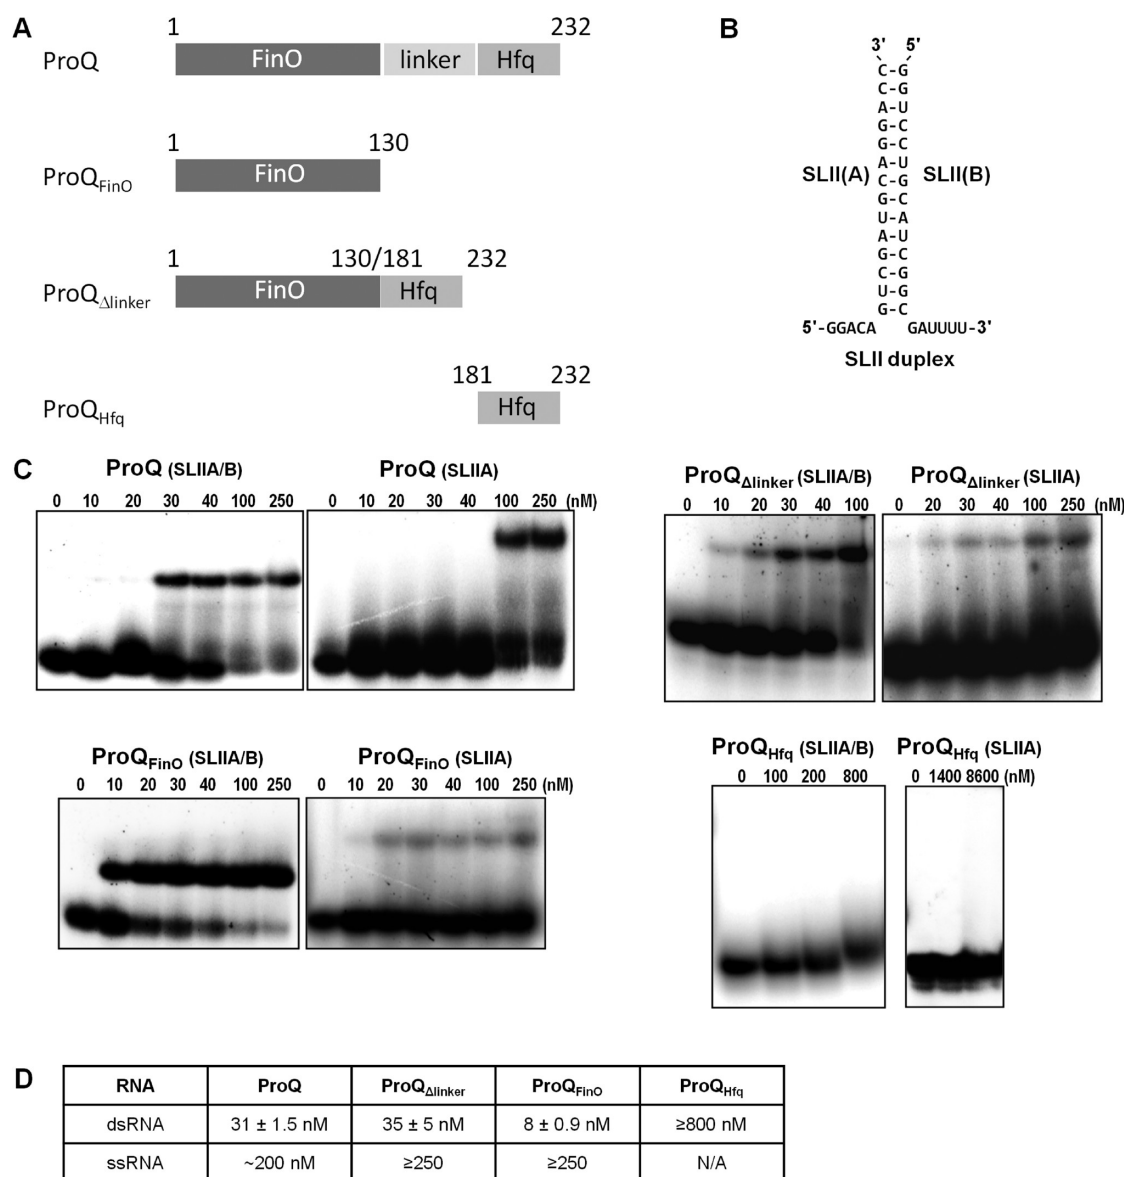 A
1 232
ProQ FinO linker Hfq
1 130
ProQFinO FinO
1 130/181 232
ProQΔlinker FinO Hfq
181 232
ProQHfq Hfq
B
3' 5'
C-G
C-C
A-U
G-C
G-C
A-U
C-G
G-C
U-A
A-U
G-C
C-G
U-G
G-C
SLII(A) SLII(B)
5'-GGACA GAUUUU-3'
SLII duplex
C
ProQ (SLIIA/B)
0 10 20 30 40 100 250
ProQ (SLIIA)
0 10 20 30 40 100 250 (nM)
ProQΔlinker (SLIIA/B)
0 10 20 30 40 100
ProQΔlinker (SLIIA)
0 20 30 40 100 250 (nM)
ProQFinO (SLIIA/B)
0 10 20 30 40 100 250
ProQFinO (SLIIA)
0 10 20 30 40 100 250 (nM)
ProQHfq (SLIIA/B)
0 100 200 800
ProQHfq (SLIIA)
0 1400 8600 (nM)
D
RNA ProQ ProQΔlinker ProQFinO ProQHfq
dsRNA 31 ± 1.5 nM 35 ± 5 nM 8 ± 0.9 nM ≥800 nM
ssRNA ~200 nM ≥250 ≥250 N/A